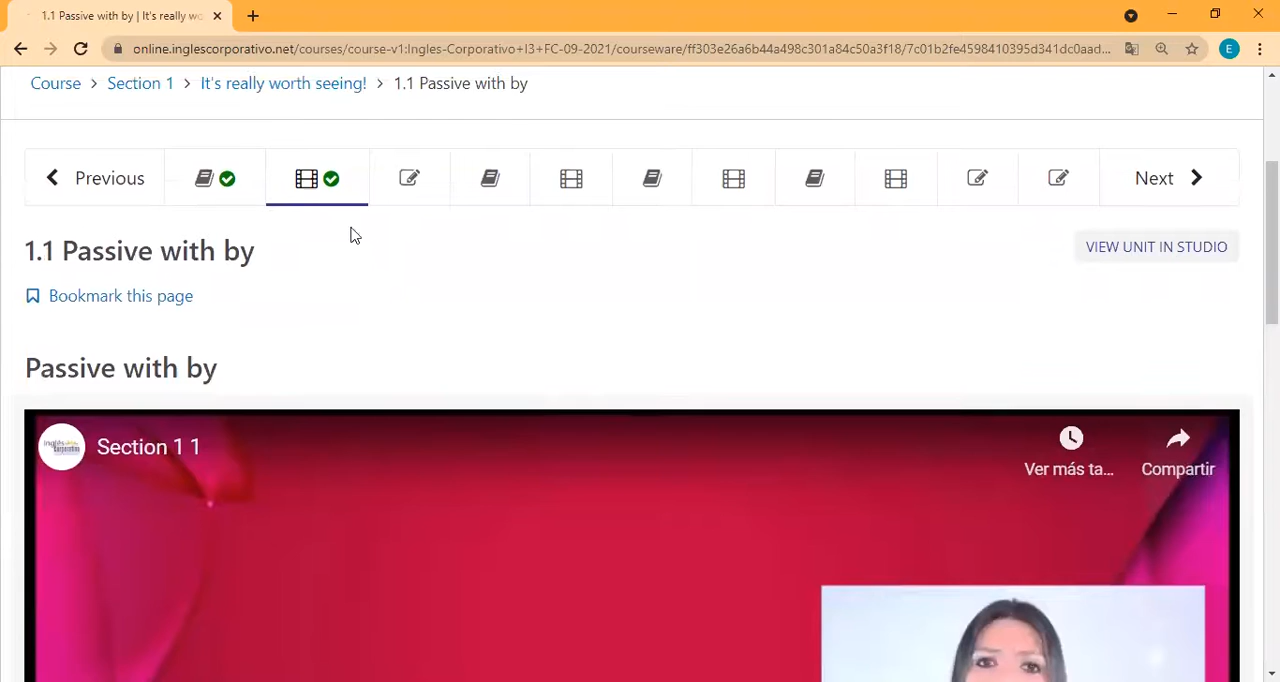 1.1 Passive with by | It's really wo
online.inglescorporativo.net/courses/course-v1:Ingles-Corporativo+I3+FC-09-2021/courseware/ff303e26a6b44a498c301a84c50a3f18/7c01b2fe4598410395d341dc0aad...
E
Course > Section 1 > It's really worth seeing! > 1.1 Passive with by
Previous
Next
1.1 Passive with by
VIEW UNIT IN STUDIO
Bookmark this page
Passive with by
inglés corporativo
Section 1 1
Ver más ta...
Compartir